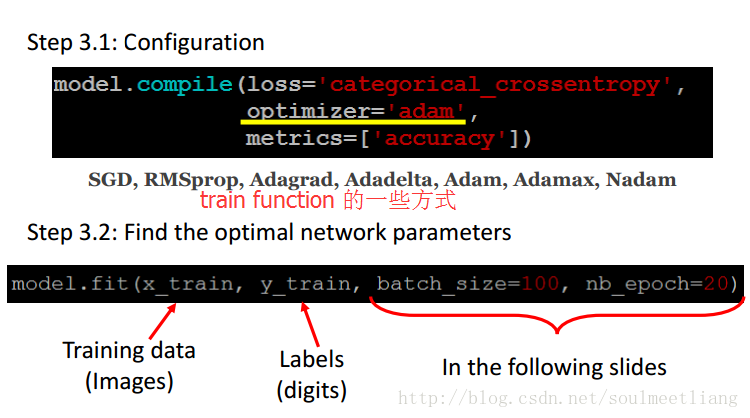 Step 3.1: Configuration
model.compile(loss='categorical_crossentropy',
optimizer='adam',
metrics=['accuracy'])
SGD, RMSprop, Adagrad, Adadelta, Adam, Adamax, Nadam
train function 的一些方式
Step 3.2: Find the optimal network parameters
model.fit(x_train, y_train, batch_size=100, nb_epoch=20)
Training data
(Images)
Labels
(digits)
In the following slides
http://blog.csdn.net/soulmeetliang